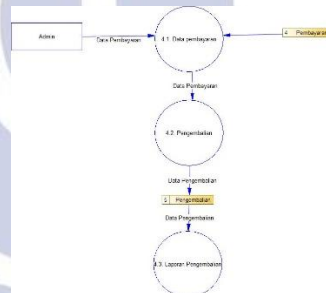 Admin
Data Pembayaran
4.1. Data pembayaran
4 Pembayaran
Data Pembayaran
4.2. Pengembalian
Data Pengembalian
5 Pengembalian
Data Pengembalian
4.3. Laporan Pengembalian